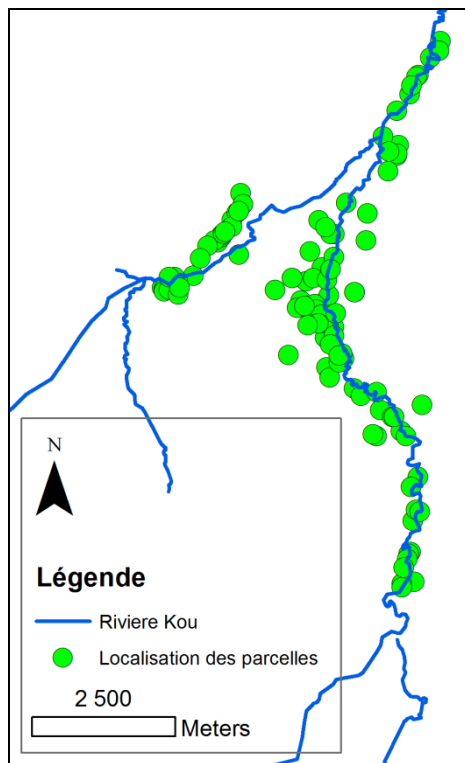 N
Légende
Riviere Kou
Localisation des parcelles
2 500
Meters